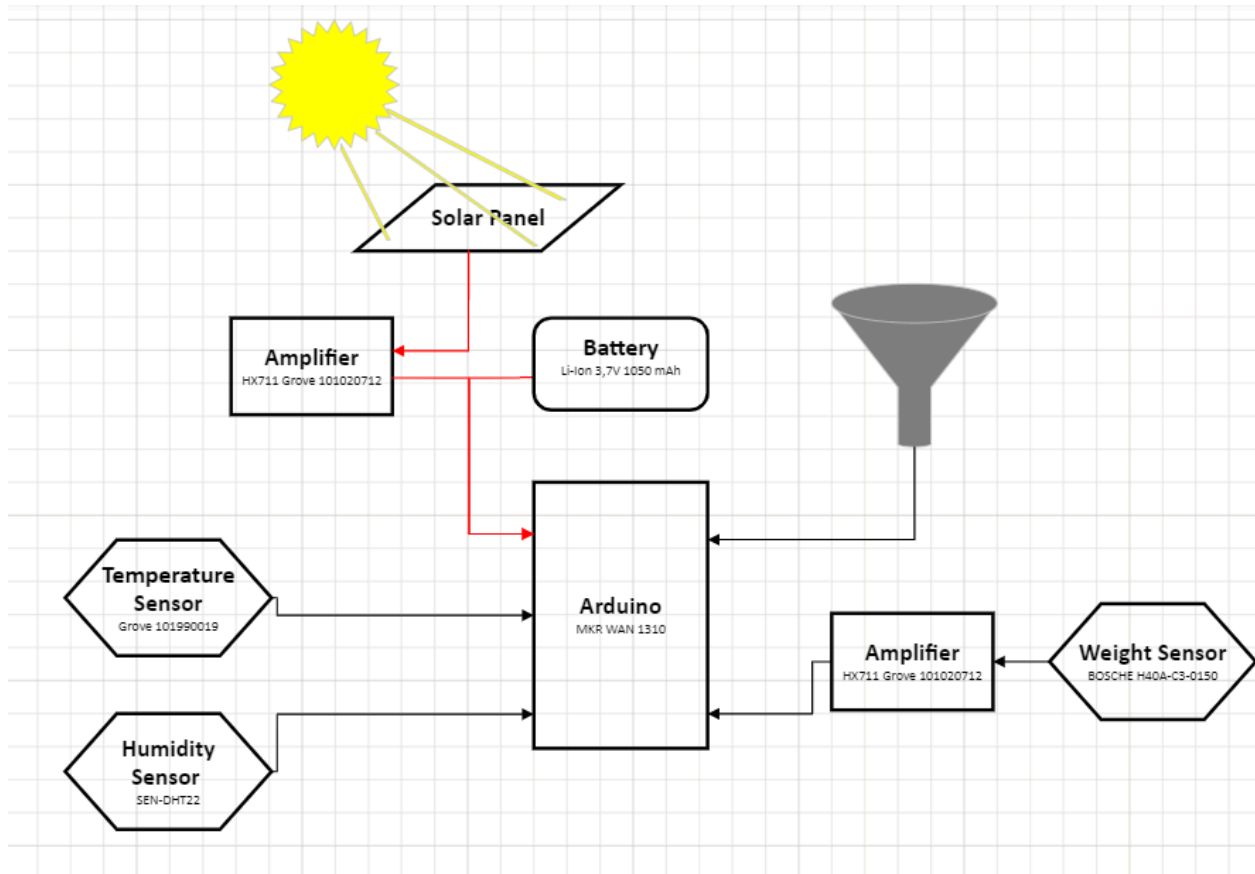 Solar Panel
Amplifier
HX711 Grove 101020712
Battery
Li-Ion 3,7V 1050 mAh
Temperature
Sensor
Grove 101990019
Arduino
MKR WAN 1310
Amplifier
HX711 Grove 101020712
Weight Sensor
BOSCHE H40A-C3-0150
Humidity
Sensor
SEN-DHT22